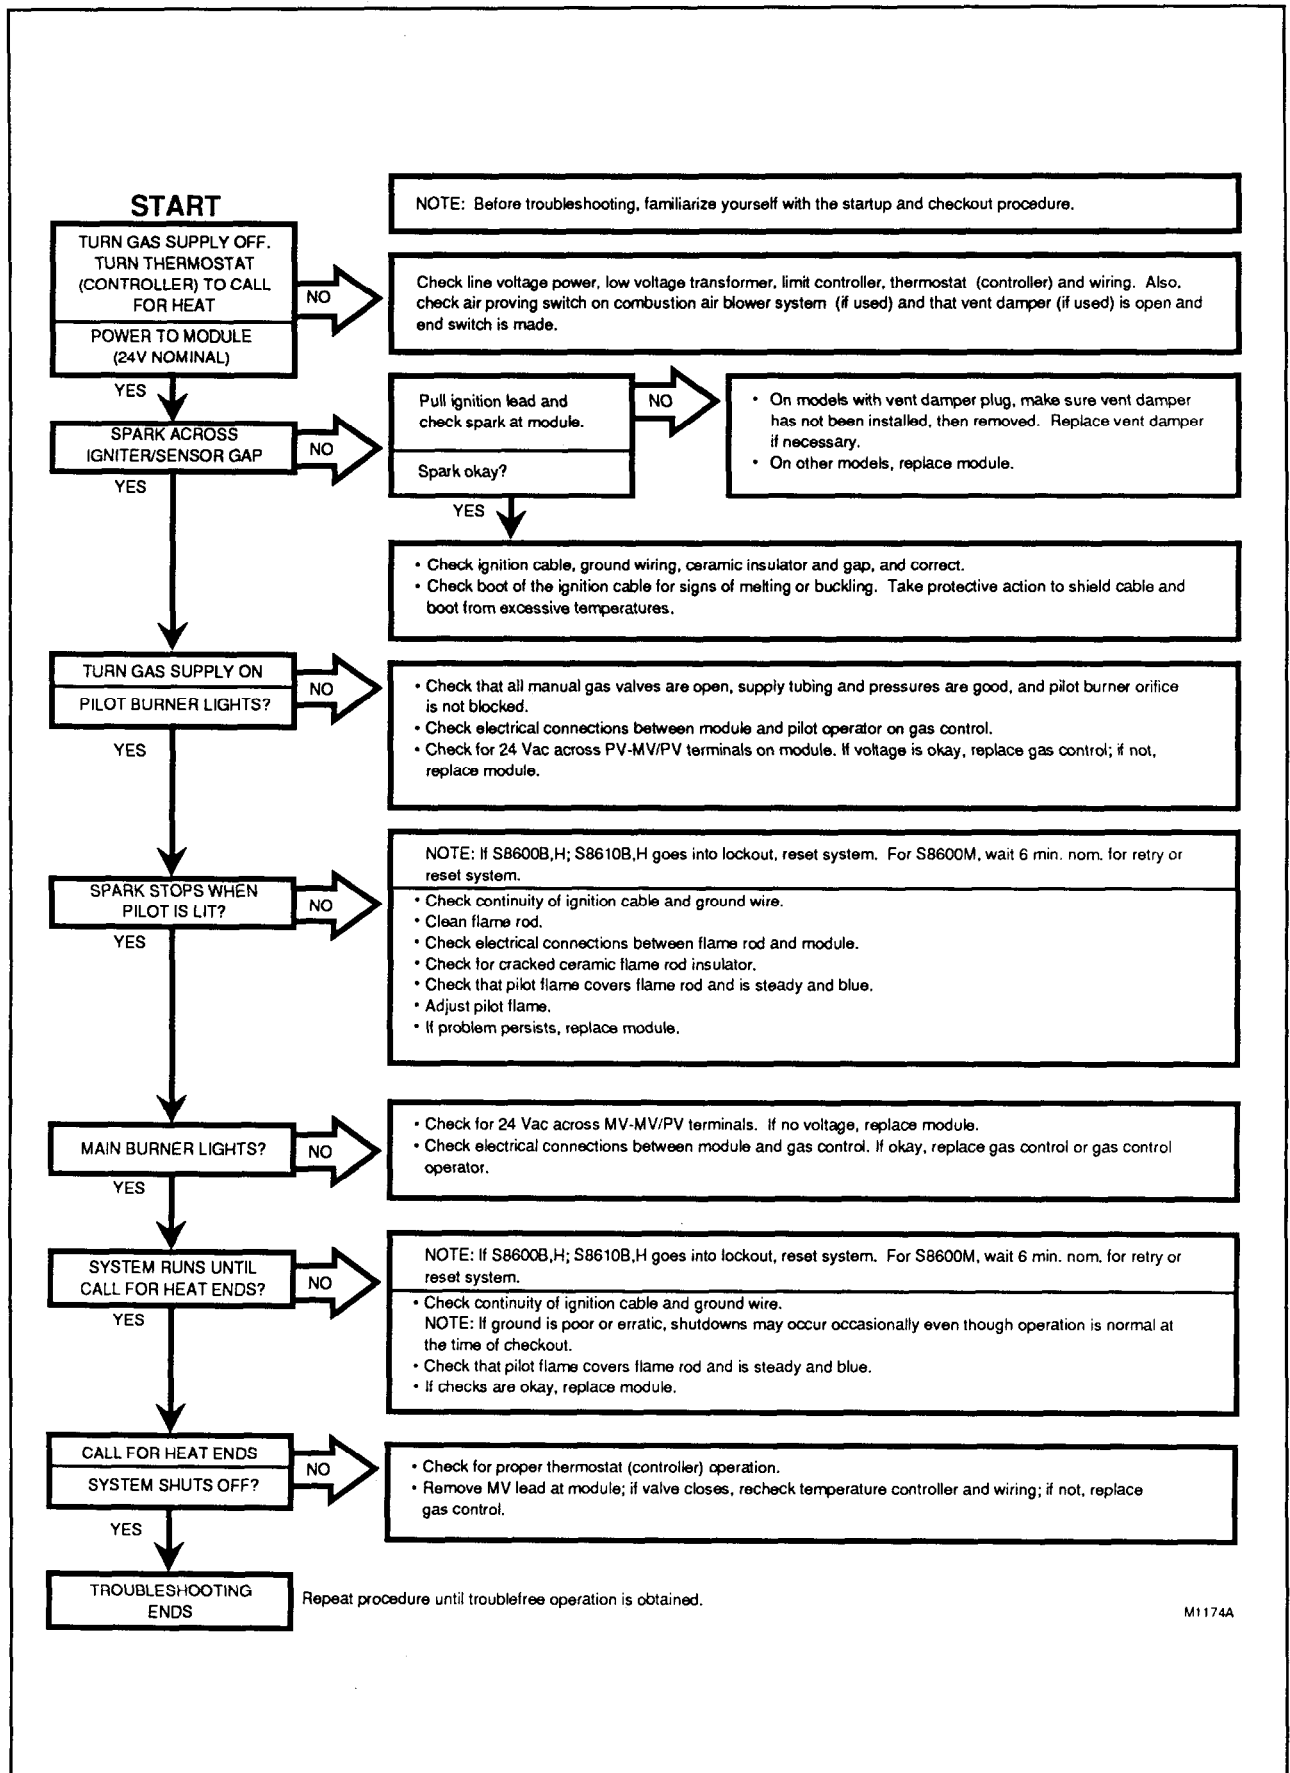 START
NOTE: Before troubleshooting, familiarize yourself with the startup and checkout procedure.
TURN GAS SUPPLY OFF.
TURN THERMOSTAT
(CONTROLLER) TO CALL
FOR HEAT
POWER TO MODULE
(24V NOMINAL)
NO
Check line voltage power, low voltage transformer, limit controller, thermostat (controller) and wiring. Also,
check air proving switch on combustion air blower system (if used) and that vent damper (if used) is open and
end switch is made.
YES
SPARK ACROSS
IGNITER/SENSOR GAP
NO
Pull ignition lead and
check spark at module.
Spark okay?
NO
• On models with vent damper plug, make sure vent damper
has not been installed, then removed. Replace vent damper
if necessary.
• On other models, replace module.
YES
YES
• Check ignition cable, ground wiring, ceramic insulator and gap, and correct.
• Check boot of the ignition cable for signs of melting or buckling. Take protective action to shield cable and
boot from excessive temperatures.
TURN GAS SUPPLY ON
PILOT BURNER LIGHTS?
NO
• Check that all manual gas valves are open, supply tubing and pressures are good, and pilot burner orifice
is not blocked.
• Check electrical connections between module and pilot operator on gas control.
• Check for 24 Vac across PV-MV/PV terminals on module. If voltage is okay, replace gas control; if not,
replace module.
YES
SPARK STOPS WHEN
PILOT IS LIT?
NO
NOTE: If S8600B,H; S8610B,H goes into lockout, reset system. For S8600M, wait 6 min. nom. for retry or
reset system.
• Check continuity of ignition cable and ground wire.
• Clean flame rod.
• Check electrical connections between flame rod and module.
• Check for cracked ceramic flame rod insulator.
• Check that pilot flame covers flame rod and is steady and blue.
• Adjust pilot flame.
• If problem persists, replace module.
YES
MAIN BURNER LIGHTS?
NO
• Check for 24 Vac across MV-MV/PV terminals. If no voltage, replace module.
• Check electrical connections between module and gas control. If okay, replace gas control or gas control
operator.
YES
SYSTEM RUNS UNTIL
CALL FOR HEAT ENDS?
NO
NOTE: If S8600B,H; S8610B,H goes into lockout, reset system. For S8600M, wait 6 min. nom. for retry or
reset system.
• Check continuity of ignition cable and ground wire.
NOTE: If ground is poor or erratic, shutdowns may occur occasionally even though operation is normal at
the time of checkout.
• Check that pilot flame covers flame rod and is steady and blue.
• If checks are okay, replace module.
YES
CALL FOR HEAT ENDS
SYSTEM SHUTS OFF?
NO
• Check for proper thermostat (controller) operation.
• Remove MV lead at module; if valve closes, recheck temperature controller and wiring; if not, replace
gas control.
YES
TROUBLESHOOTING
ENDS
Repeat procedure until troublefree operation is obtained.
M1174A